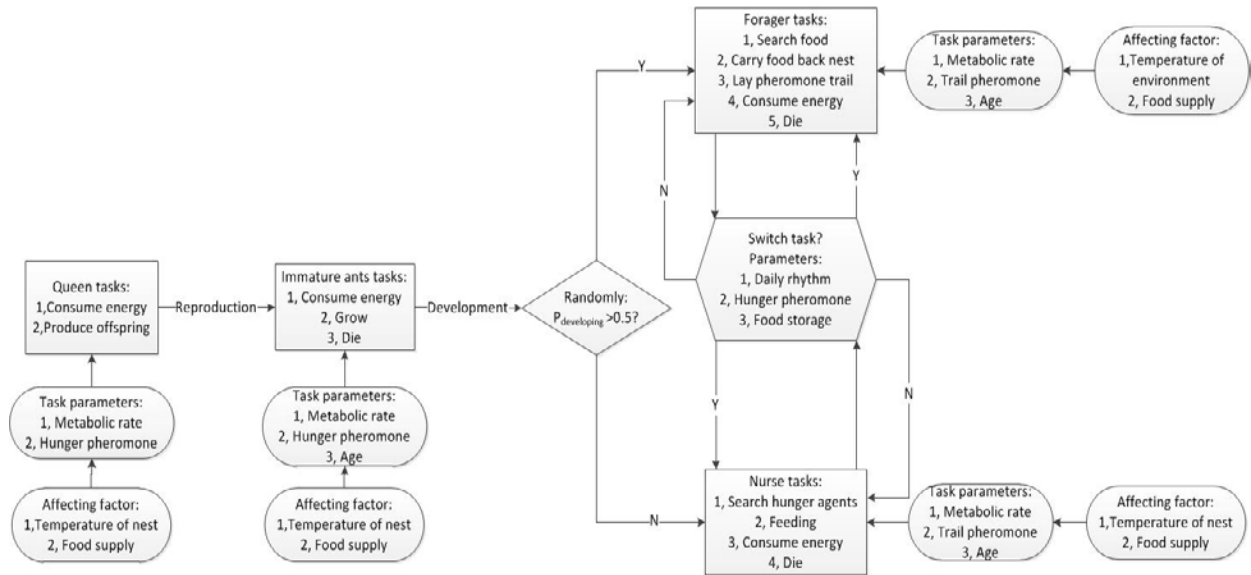 Queen tasks:
1,Consume energy
2,Produce offspring
Task parameters:
1, Metabolic rate
2, Hunger pheromone
Affecting factor:
1,Temperature of nest
2, Food supply
Reproduction
Immature ants tasks:
1, Consume energy
2, Grow
3, Die
Task parameters:
1, Metabolic rate
2, Hunger pheromone
3, Age
Affecting factor:
1,Temperature of nest
2, Food supply
Development
Randomly:
P developing >0.5?
Y
N
Forager tasks:
1, Search food
2, Carry food back nest
3, Lay pheromone trail
4, Consume energy
5, Die
Task parameters:
1, Metabolic rate
2, Trail pheromone
3, Age
Affecting factor:
1,Temperature of
environment
2, Food supply
N
Y
Switch task?
Parameters:
1, Daily rhythm
2, Hunger pheromone
3, Food storage
Y
N
Nurse tasks:
1, Search hunger agents
2, Feeding
3, Consume energy
4, Die
Task parameters:
1, Metabolic rate
2, Trail pheromone
3, Age
Affecting factor:
1,Temperature of nest
2, Food supply